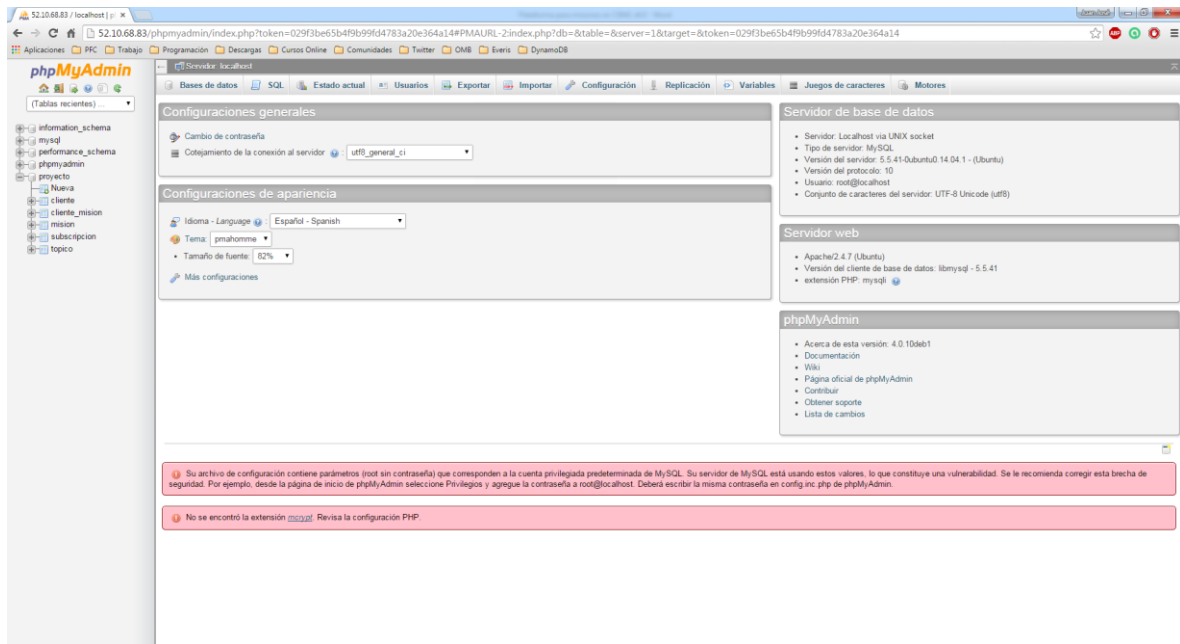 52.10.68.83 / localhost | p
52.10.68.83/phpmyadmin/index.php?token=029f3be65b4f9b99fd4783a20e364a14#PMAURL-2:index.php?db=&table=&server=1&target=&token=029f3be65b4f9b99fd4783a20e364a14
Aplicaciones PFC Trabajo Programación Descargas Cursos Online Comunidades Twitter OMB Everis DynamoDB
phpMyAdmin
(Tablas recientes) ...
information_schema
mysql
performance_schema
phpmyadmin
proyecto
Nueva
cliente
cliente_mision
mision
subscripcion
topico
Servidor: localhost
Bases de datos SQL Estado actual Usuarios Exportar Importar Configuración Replicación Variables Juegos de caracteres Motores
Configuraciones generales
Cambio de contraseña
Cotejamiento de la conexión al servidor : utf8_general_ci
Configuraciones de apariencia
Idioma - Language : Español - Spanish
Tema: pmahomme
Tamaño de fuente: 82%
Más configuraciones
Servidor de base de datos
Servidor: Localhost via UNIX socket
Tipo de servidor: MySQL
Versión del servidor: 5.5.41-0ubuntu0.14.04.1 - (Ubuntu)
Versión del protocolo: 10
Usuario: root@localhost
Conjunto de caracteres del servidor: UTF-8 Unicode (utf8)
Servidor web
Apache/2.4.7 (Ubuntu)
Versión del cliente de base de datos: libmysql - 5.5.41
extensión PHP: mysqli
phpMyAdmin
Acerca de esta versión: 4.0.10deb1
Documentación
Wiki
Página oficial de phpMyAdmin
Contribuir
Obtener soporte
Lista de cambios
Su archivo de configuración contiene parámetros (root sin contraseña) que corresponden a la cuenta privilegiada predeterminada de MySQL. Su servidor de MySQL está usando estos valores, lo que constituye una vulnerabilidad. Se le recomienda corregir esta brecha de
seguridad. Por ejemplo, desde la página de inicio de phpMyAdmin seleccione Privilegios y agregue la contraseña a root@localhost. Deberá escribir la misma contraseña en config.inc.php de phpMyAdmin.
No se encontró la extensión mcrypt. Revisa la configuración PHP.